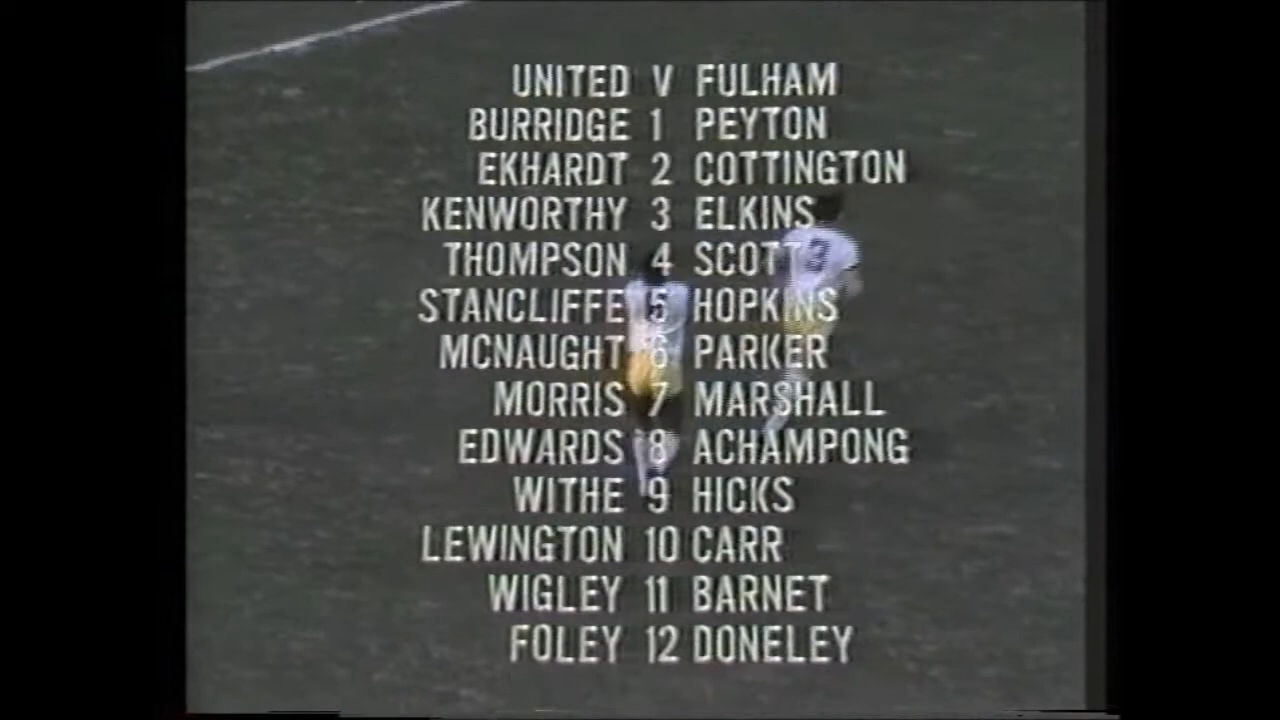 UNITED V FULHAM
BURRIDGE 1 PEYTON
EKHARDT 2 COTTINGTON
KENWORTHY 3 ELKINS
THOMPSON 4 SCOTT
STANCLIFFE 5 HOPKINS
MCNAUGHT 6 PARKER
MORRIS 7 MARSHALL
EDWARDS 8 ACHAMPONG
WITHE 9 HICKS
LEWINGTON 10 CARR
WIGLEY 11 BARNET
FOLEY 12 DONELEY